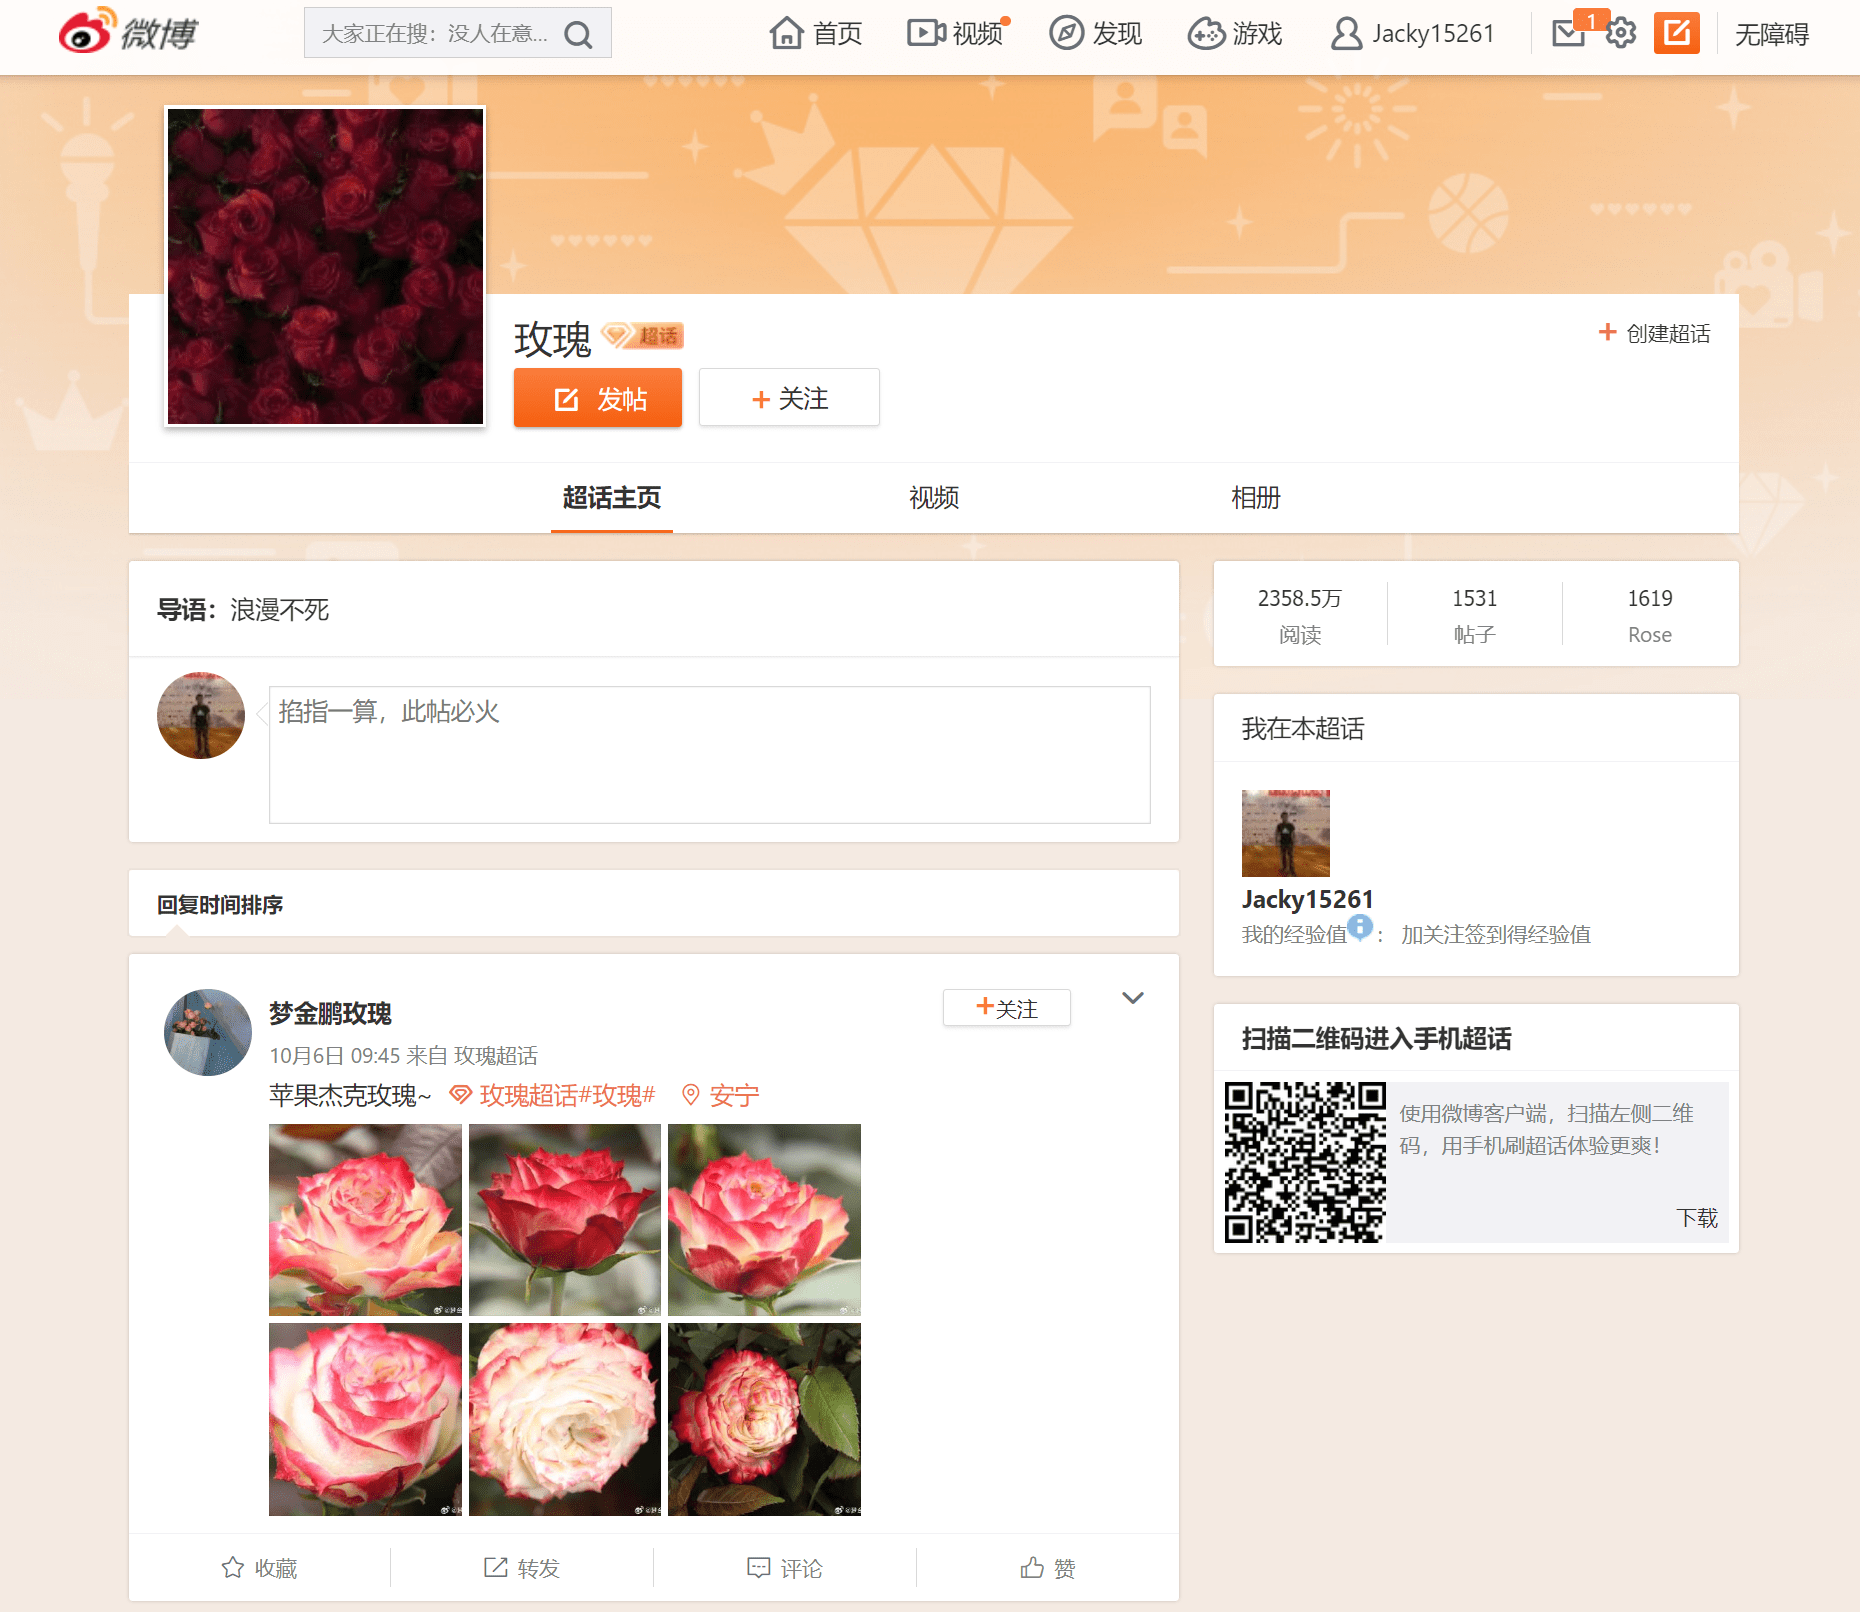 微博
大家正在搜：没人在意...
首页
视频
发现
游戏
Jacky15261
1
无障碍
玫瑰
超话
创建超话
发帖
+关注
超话主页
视频
相册
导语：浪漫不死
掐指一算，此帖必火
2358.5万
阅读
1531
帖子
1619
Rose
我在本超话
Jacky15261
我的经验值：加关注签到得经验值
回复时间排序
梦金鹏玫瑰
+关注
10月6日 09:45 来自 玫瑰超话
苹果杰克玫瑰~ 玫瑰超话#玫瑰# 安宁
扫描二维码进入手机超话
使用微博客户端，扫描左侧二维
码，用手机刷超话体验更爽！
下载
收藏
转发
评论
赞